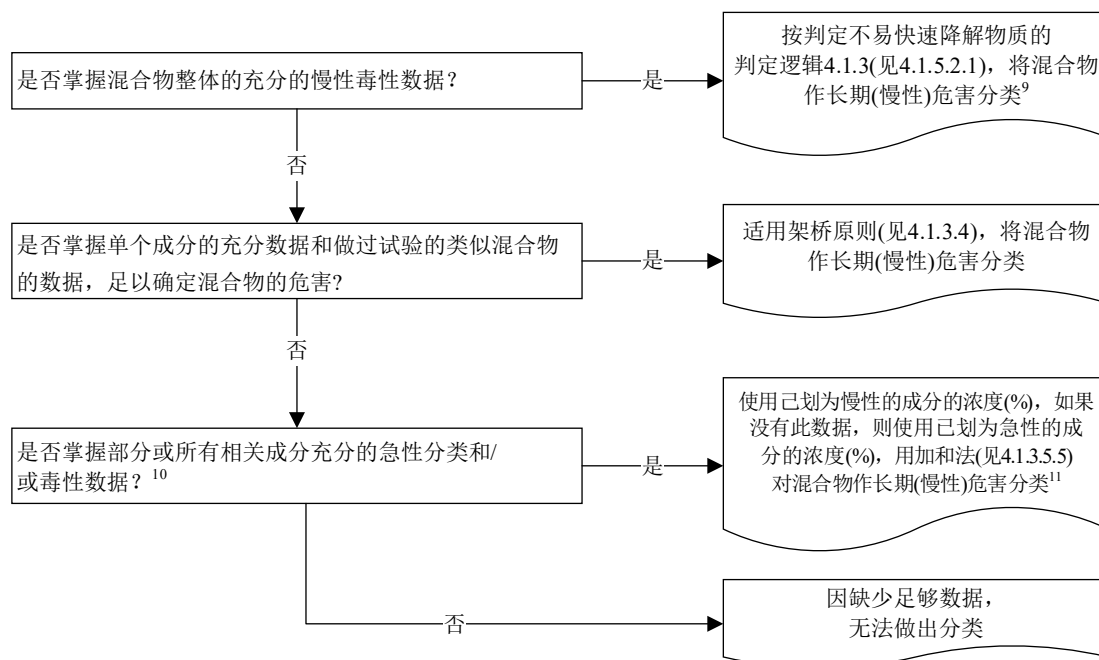 是否掌握混合物整体的充分的慢性毒性数据？
是
按判定不易快速降解物质的
判定逻辑4.1.3(见4.1.5.2.1)，将混合物
作长期(慢性)危害分类9
否
是否掌握单个成分的充分数据和做过试验的类似混合物
的数据，足以确定混合物的危害?
是
适用架桥原则(见4.1.3.4)，将混合物
作长期(慢性)危害分类
否
是否掌握部分或所有相关成分充分的急性分类和/
或毒性数据？10
是
使用己划为慢性的成分的浓度(%)，如果
没有此数据，则使用己划为急性的成
分的浓度(%)，用加和法(见4.1.3.5.5)
对混合物作长期(慢性)危害分类11
否
因缺少足够数据，
无法做出分类